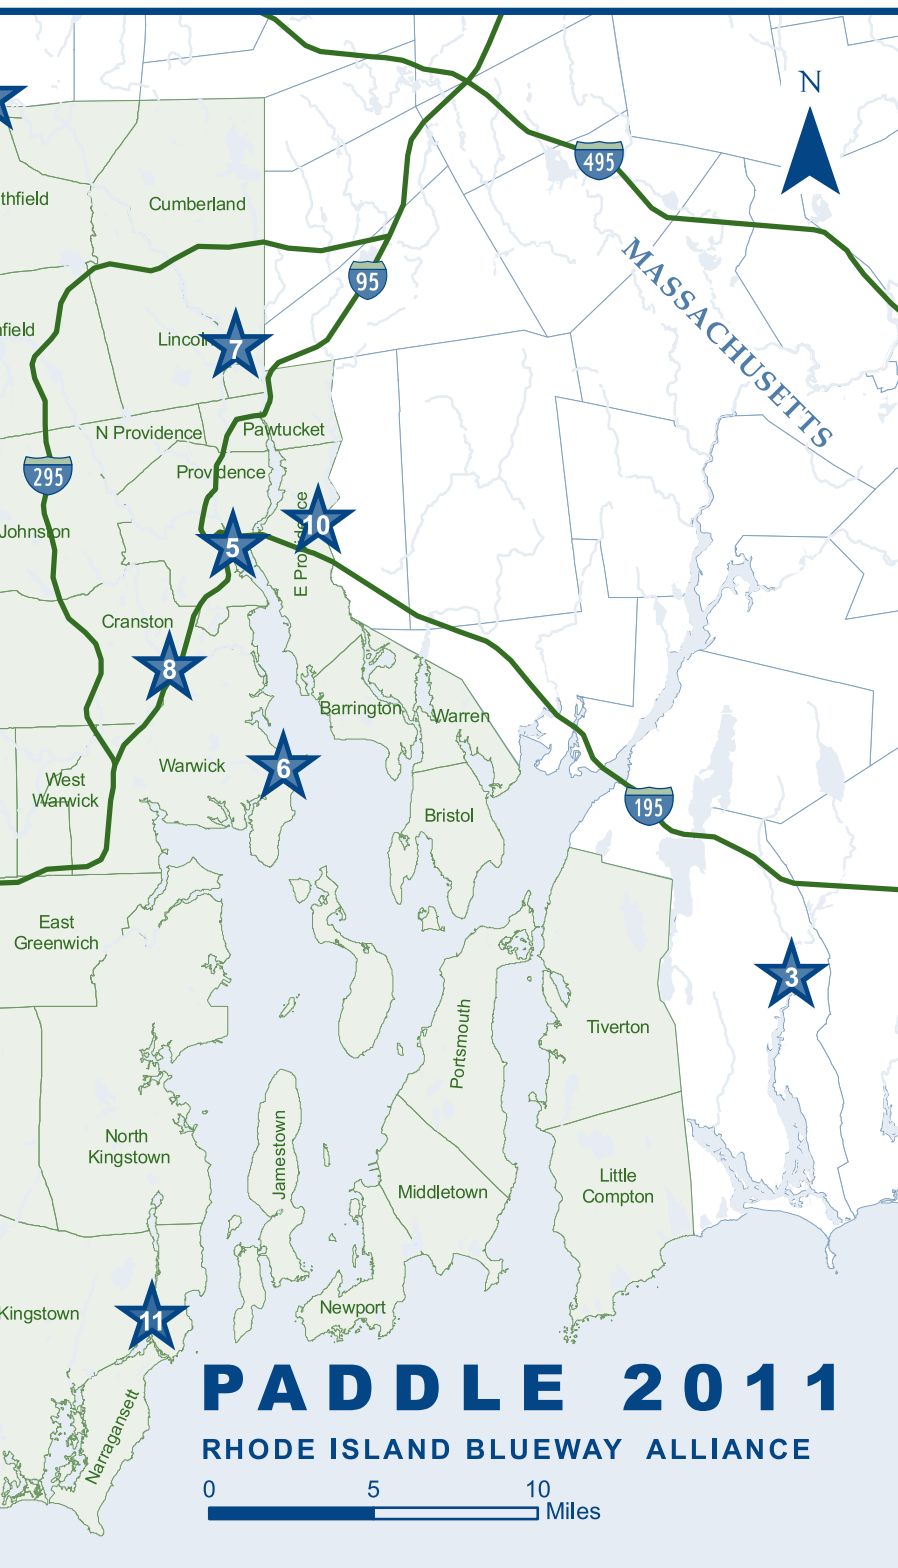 N
495
MASSACHUSETTS
thfield
Cumberland
95
field
Lincoln
7
N Providence
Pawtucket
295
Providence
Johnston
5
10
E Providence
Cranston
8
Barrington
Warren
West
Warwick
Warwick
6
Bristol
195
East
Greenwich
3
Portsmouth
Tiverton
North
Kingstown
Jamestown
Middletown
Little
Compton
Kingstown
11
Newport
Narragansett
PADDLE 2011
RHODE ISLAND BLUEWAY ALLIANCE
0 5 10
Miles